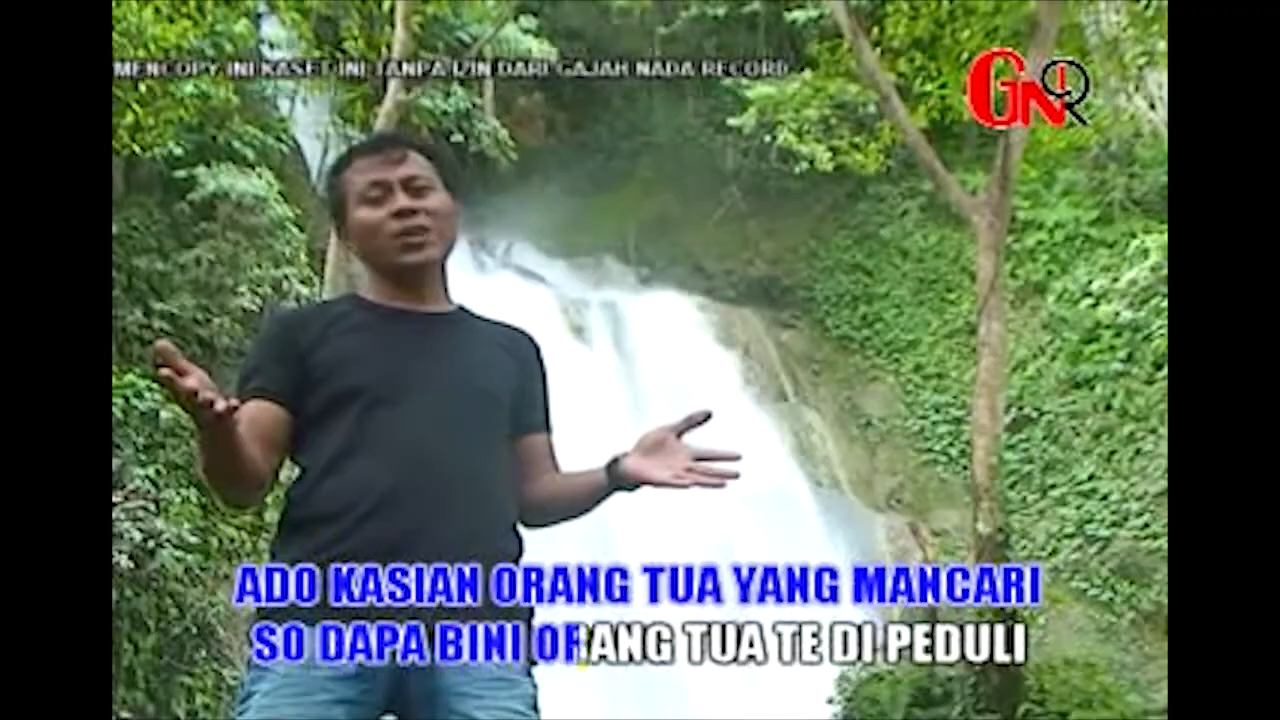 MENCOPY INI KASET INI TANPA IZIN DARI GAJAH NADA RECORD
GNR
ADO KASIAN ORANG TUA YANG MANCARI
SO DAPA BINI ORANG TUA TE DI PEDULI